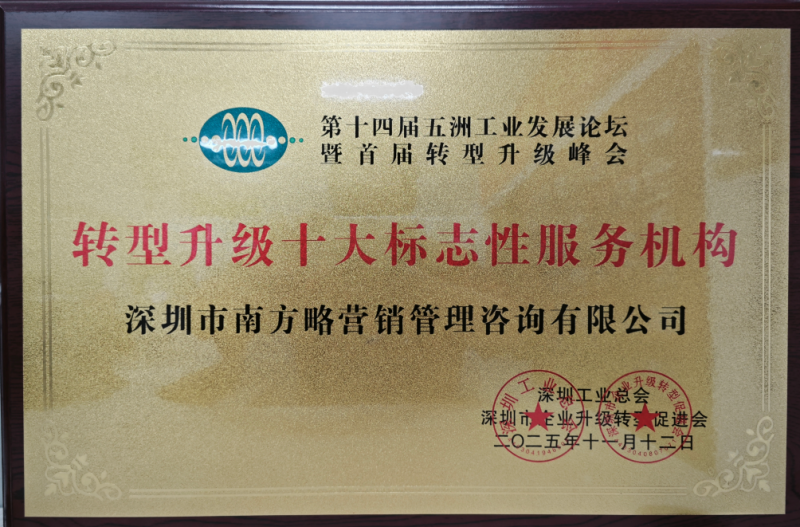 第十四届五洲工业发展论坛
暨首届转型升级峰会
转型升级十大标志性服务机构
深圳市南方略营销管理咨询有限公司
深圳工业总会
深圳市企业升级转型促进会
二〇二五年十一月十二日